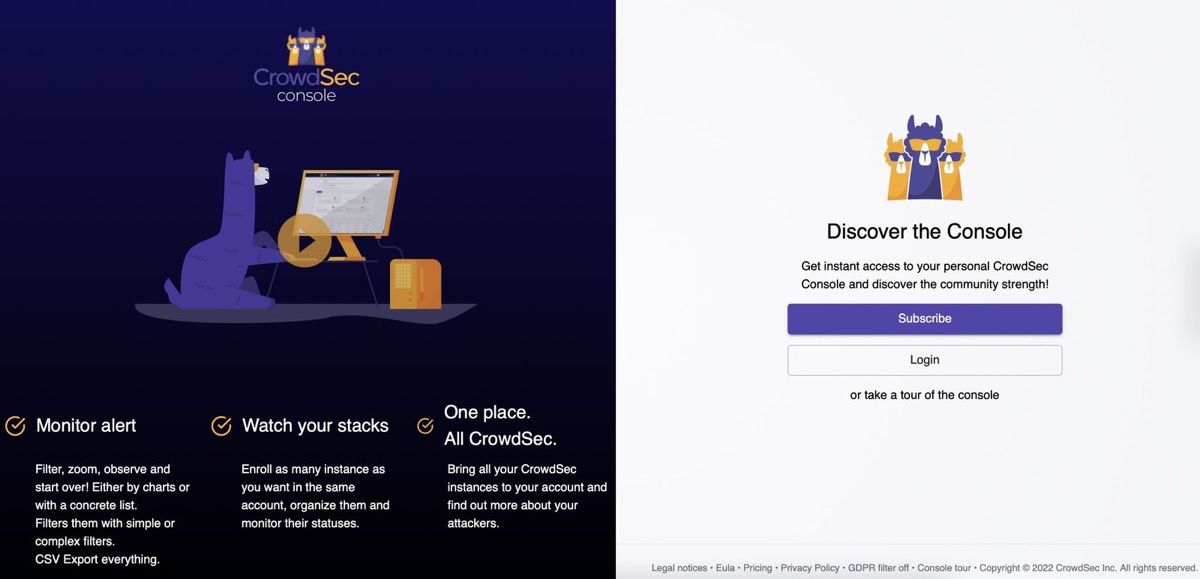 CrowdSec
console
Monitor alert
Filter, zoom, observe and
start over! Either by charts or
with a concrete list.
Filters them with simple or
complex filters.
CSV Export everything.
Watch your stacks
Enroll as many instance as
you want in the same
account, organize them and
monitor their statuses.
One place.
All CrowdSec.
Bring all your CrowdSec
instances to your account and
find out more about your
attackers.
Discover the Console
Get instant access to your personal CrowdSec
Console and discover the community strength!
Subscribe
Login
or take a tour of the console
Legal notices • Eula • Pricing • Privacy Policy • GDPR filter off • Console tour • Copyright © 2022 CrowdSec Inc. All rights reserved.